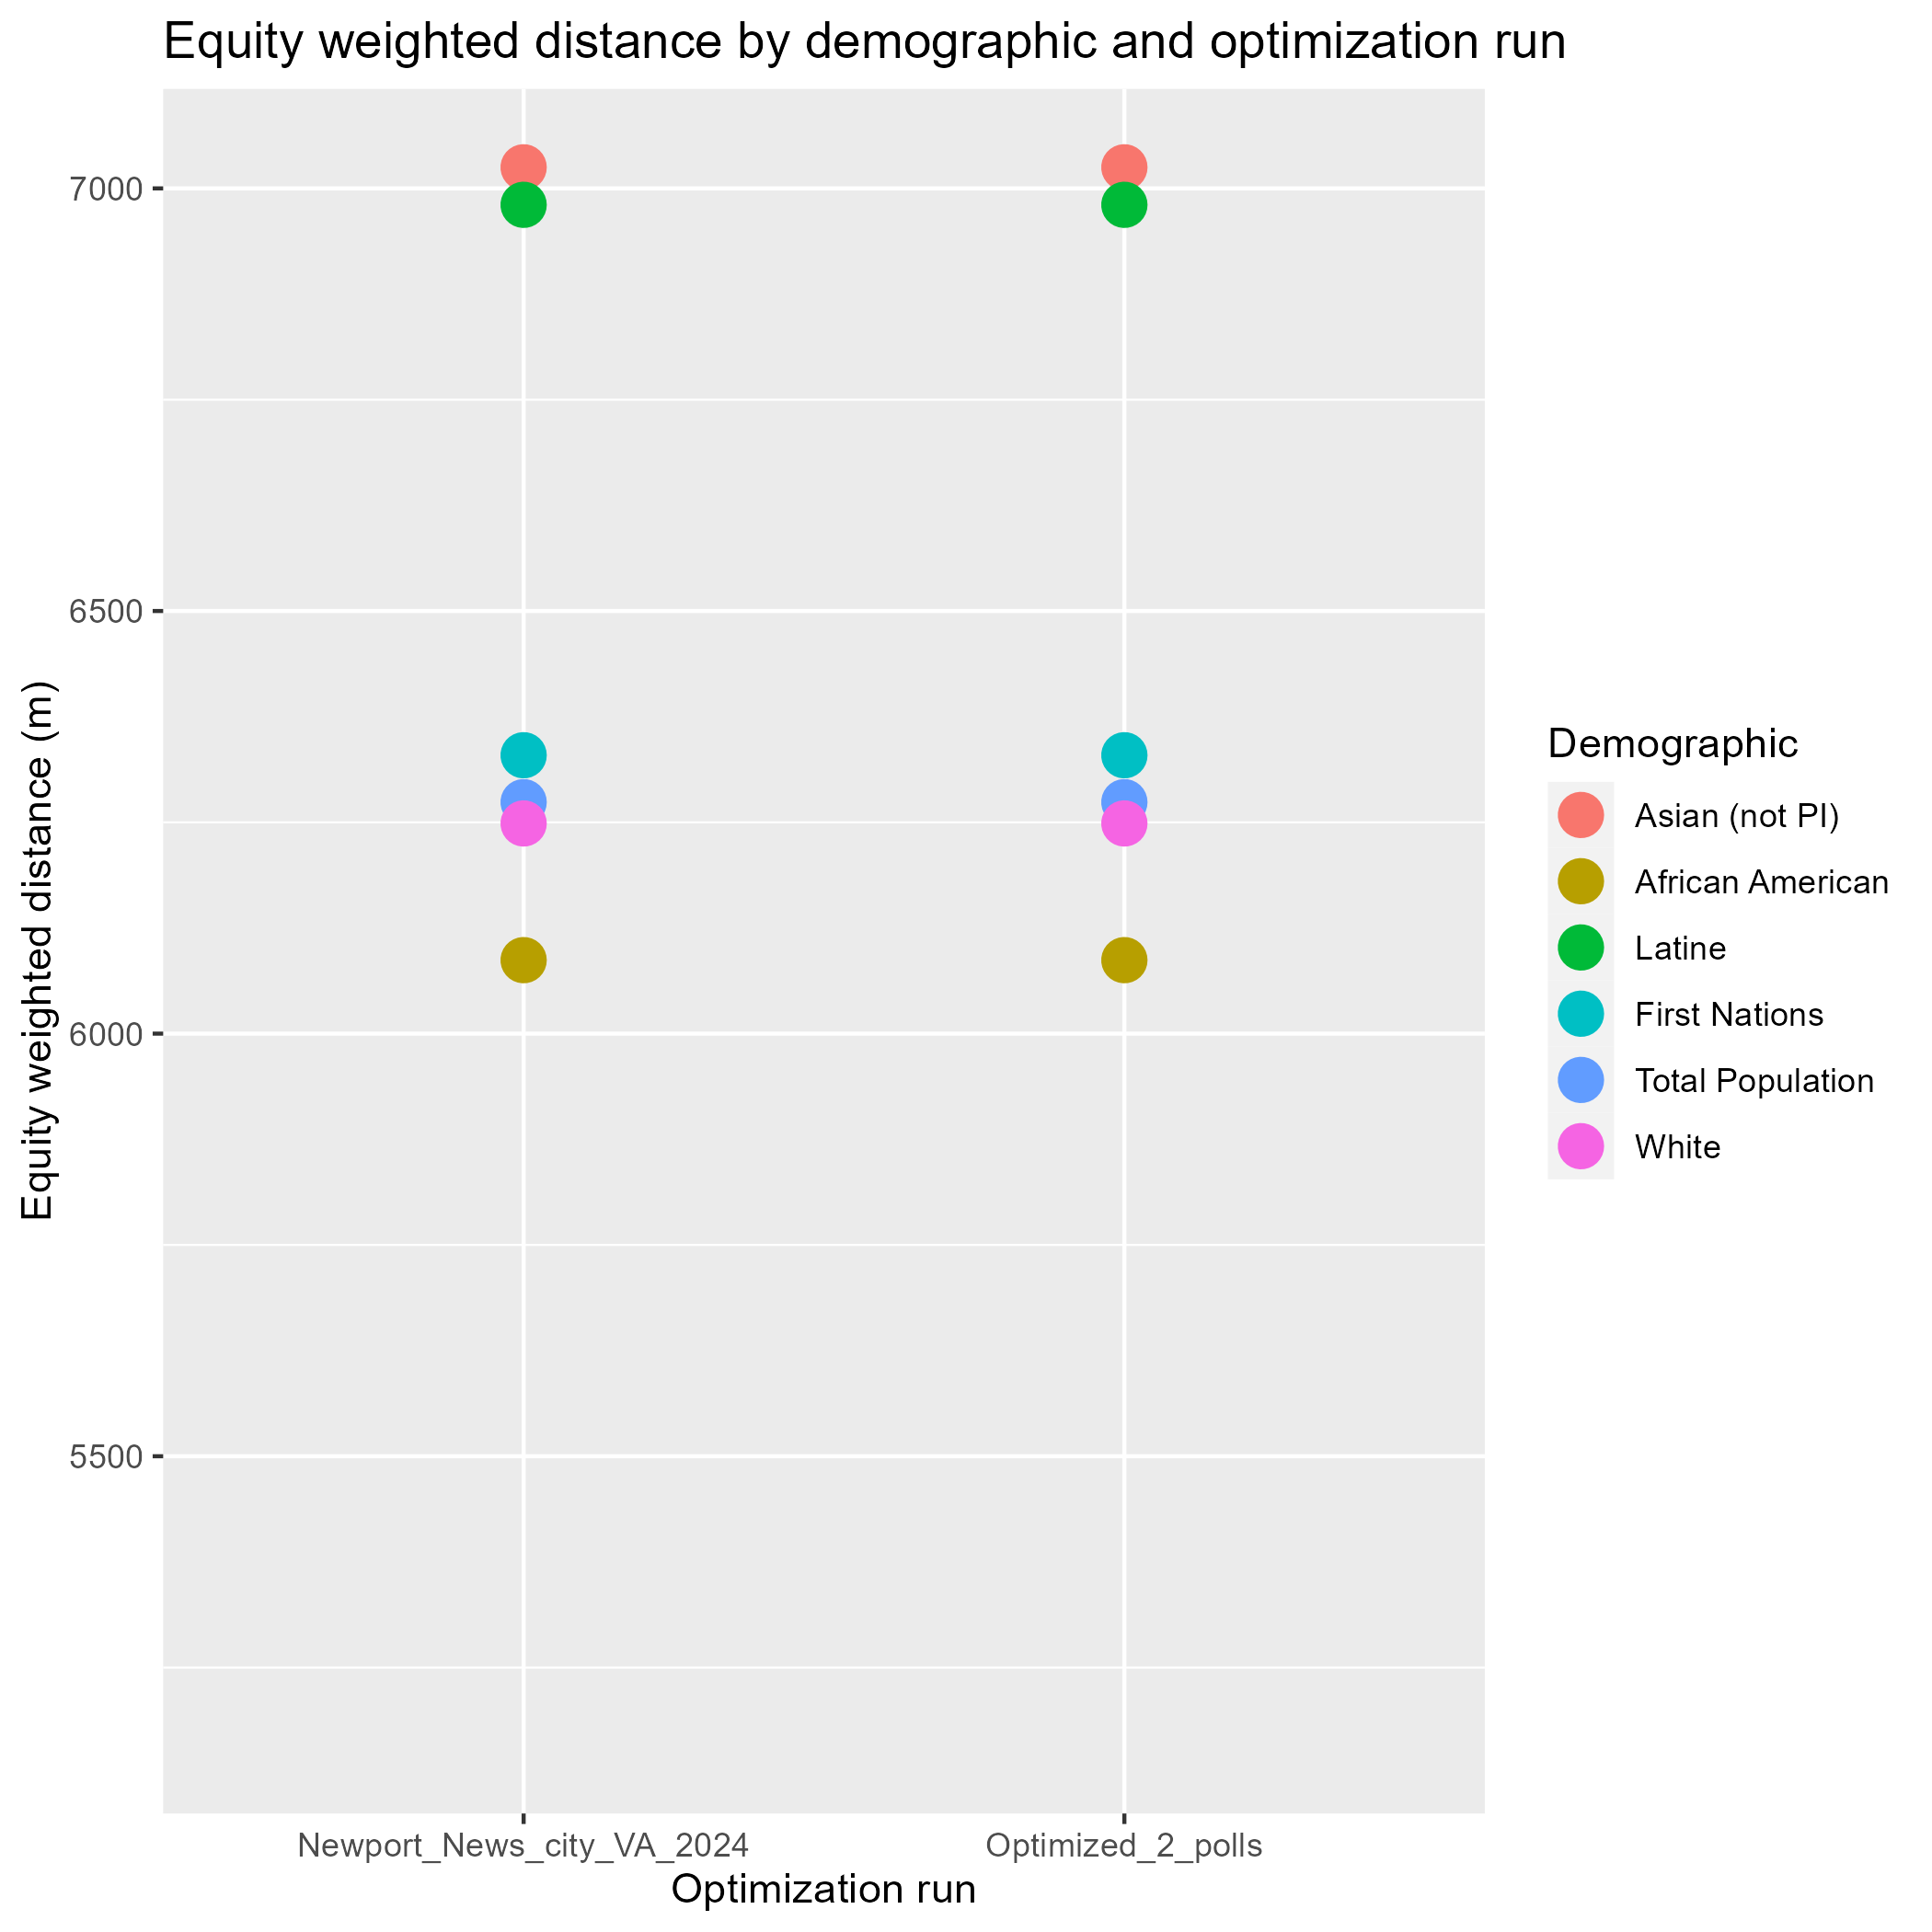 Equity weighted distance by demographic and optimization run
Equity weighted distance (m)
7000
6500
6000
5500
Newport_News_city_VA_2024
Optimized_2_polls
Optimization run
Demographic
Asian (not PI)
African American
Latine
First Nations
Total Population
White